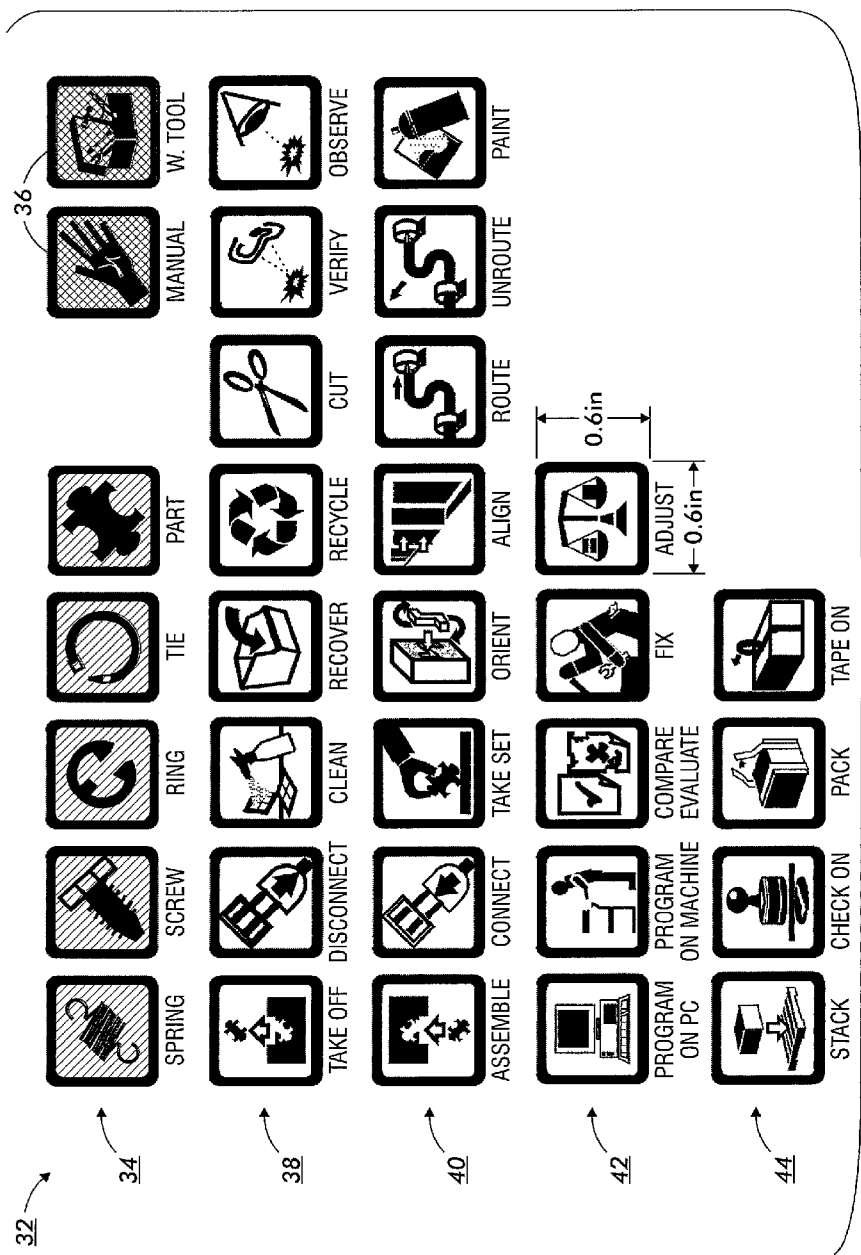 32
36
34
SPRING SCREW RING TIE PART MANUAL W. TOOL
38
TAKE OFF DISCONNECT CLEAN RECOVER RECYCLE CUT VERIFY OBSERVE
40
ASSEMBLE CONNECT TAKE SET ORIENT ALIGN ROUTE UNROUTE PAINT
42
PROGRAM PROGRAM COMPARE FIX ADJUST
ON PC ON MACHINE EVALUATE
0.6in
0.6in
44
STACK CHECK ON PACK TAPE ON